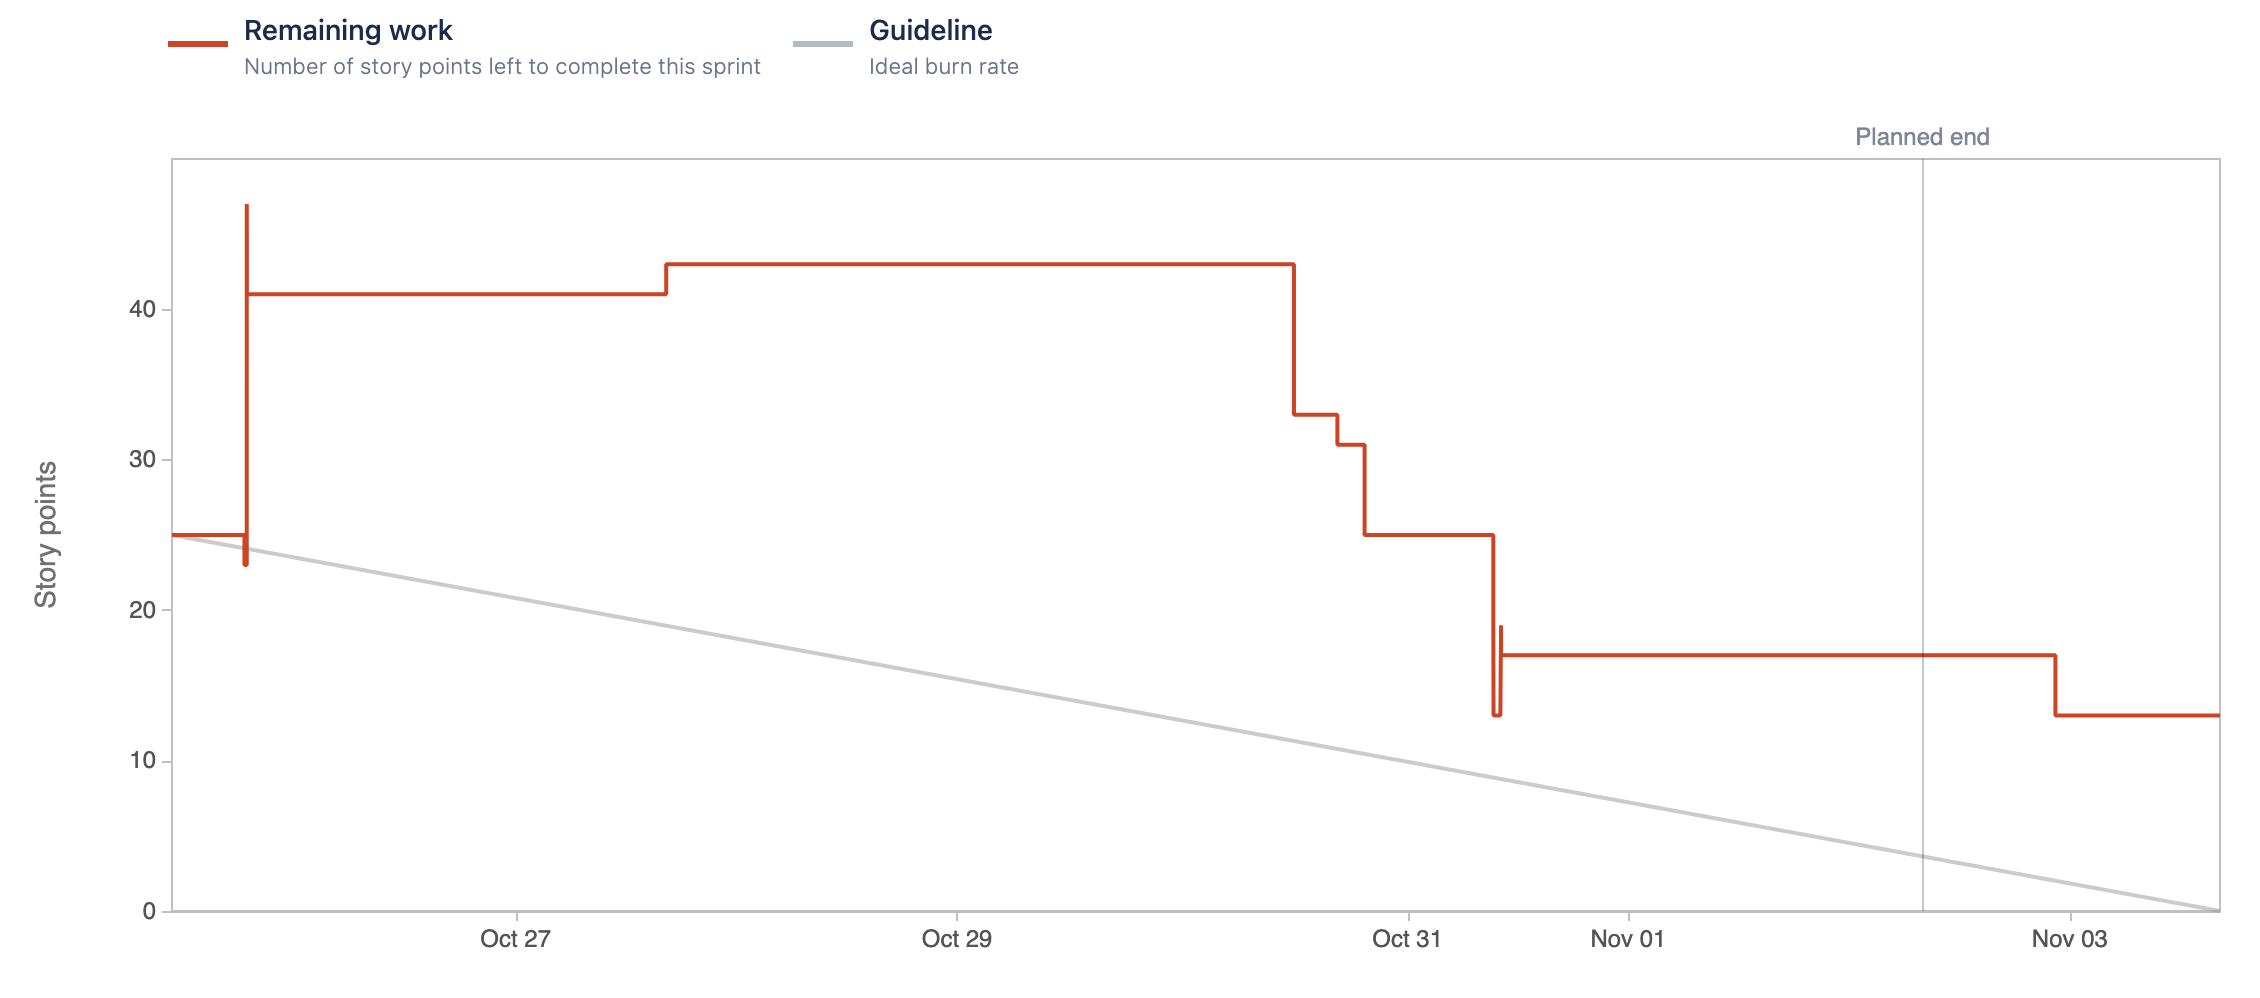 Remaining work
Number of story points left to complete this sprint
Guideline
Ideal burn rate
Planned end
Story points
40
30
20
10
0
Oct 27
Oct 29
Oct 31
Nov 01
Nov 03